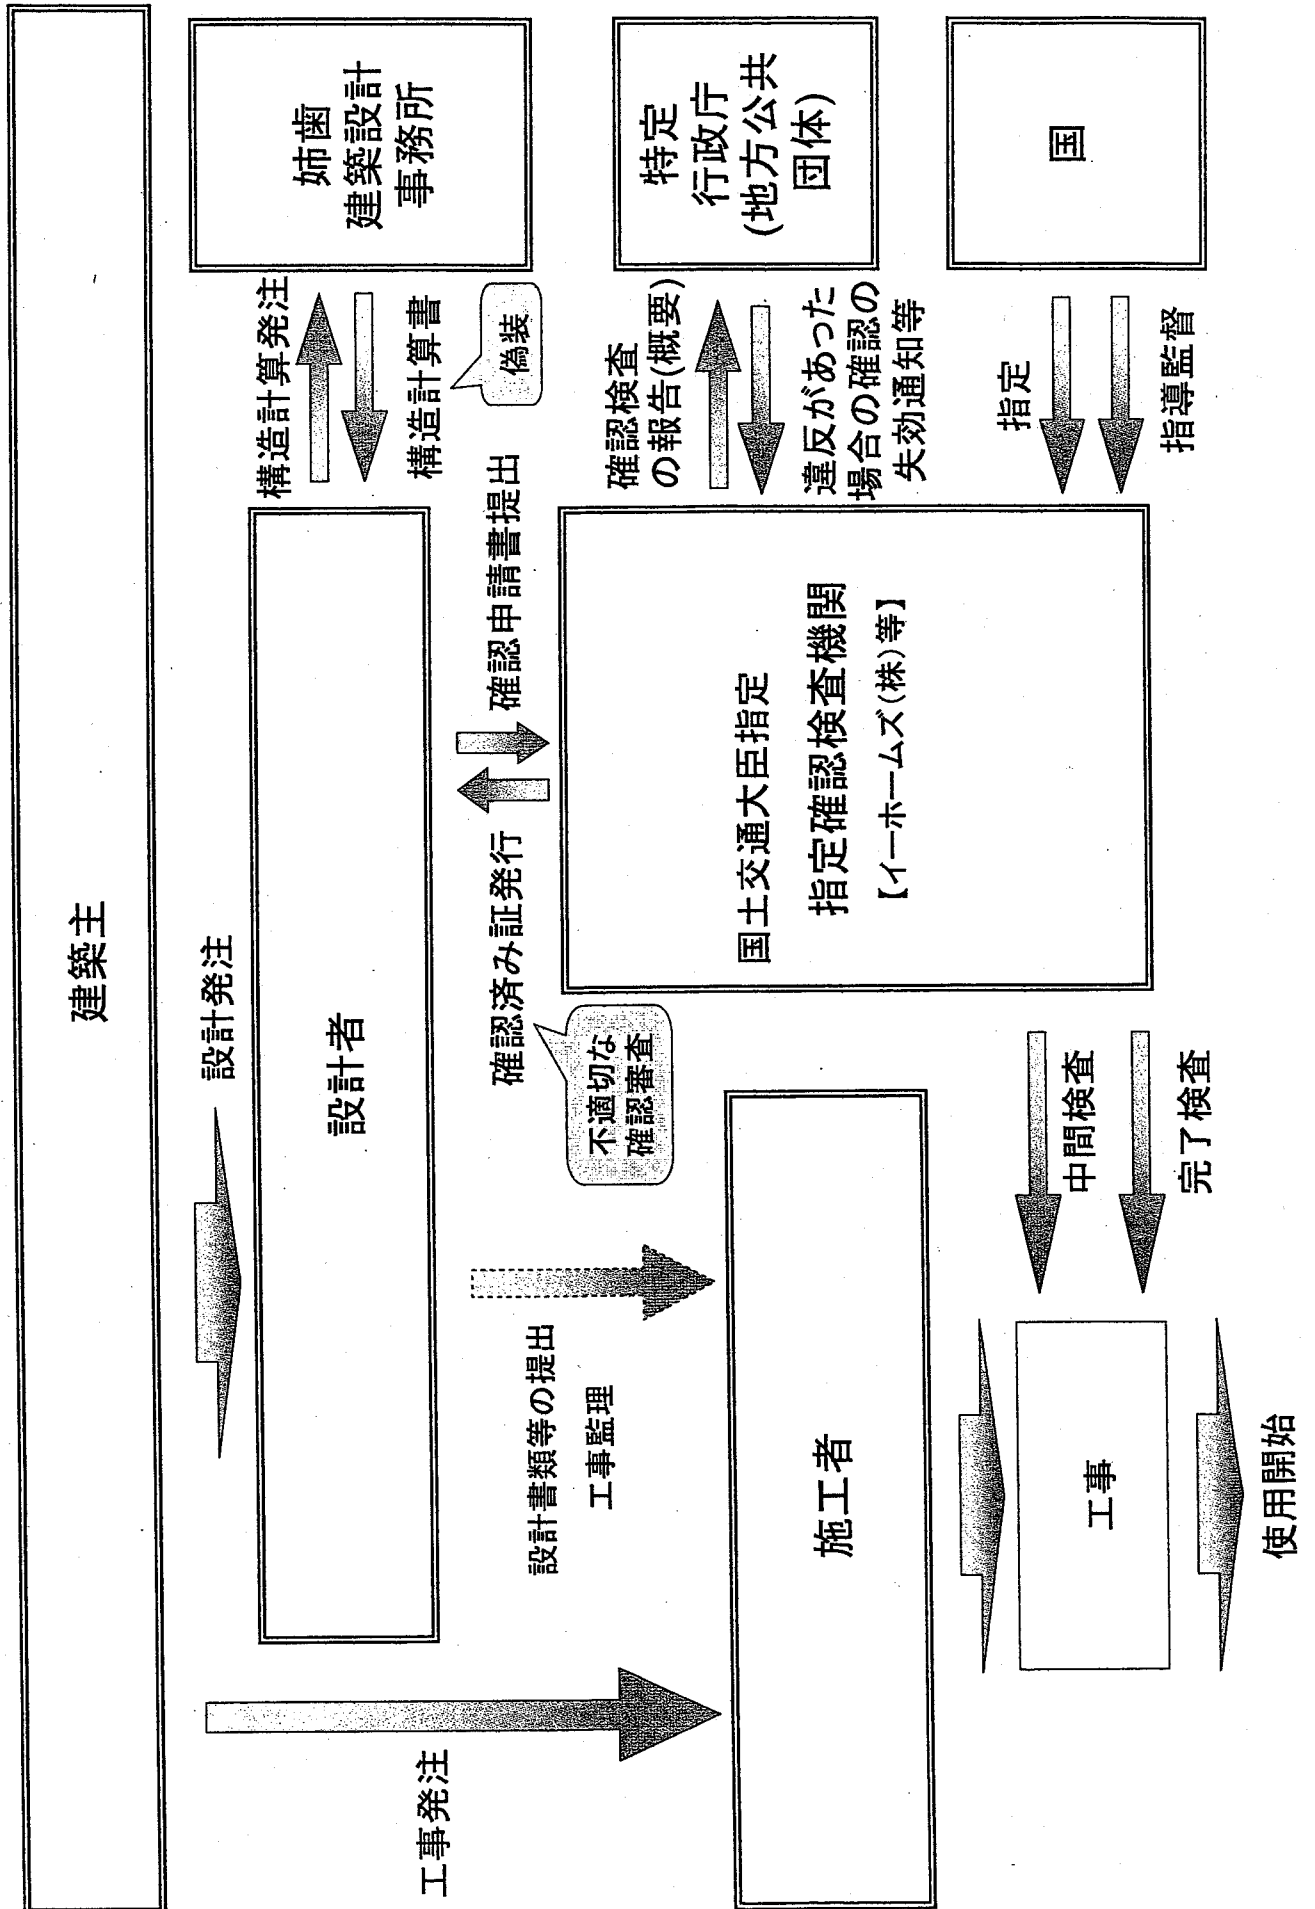 建築主
工事発注
設計発注
設計者
構造計算発注
構造計算書
偽装
姉歯
建築設計
事務所
設計書類等の提出
工事監理
確認済み証発行
不適切な
確認審査
確認申請書提出
国土交通大臣指定
指定確認検査機関
【イーホームズ(株)等】
確認検査
の報告(概要)
違反があった
場合の確認の
失効通知等
特定
行政庁
(地方公共
団体)
指定
指導監督
国
施工者
中間検査
完了検査
工事
使用開始